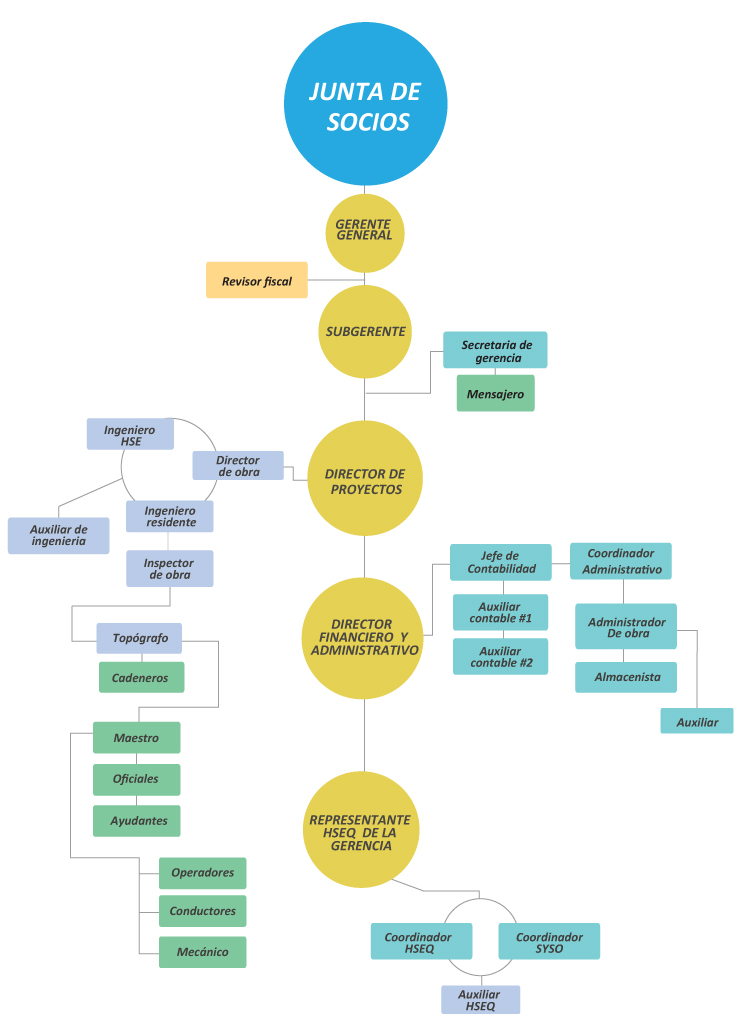 JUNTA DE
SOCIOS
GERENTE
GENERAL
Revisor fiscal
SUBGERENTE
Secretaria de
gerencia
Mensajero
Ingeniero
HSE
Director
de obra
DIRECTOR DE
PROYECTOS
Ingeniero
residente
Auxiliar de
ingenieria
Inspector
de obra
Jefe de
Contabilidad
Coordinador
Administrativo
Auxiliar
contable #1
Auxiliar
contable #2
Administrador
De obra
Almacenista
Auxiliar
DIRECTOR
FINANCIERO Y
ADMINISTRATIVO
Topógrafo
Cadeneros
Maestro
Oficiales
Ayudantes
Operadores
Conductores
Mecánico
REPRESENTANTE
HSEQ DE LA
GERENCIA
Coordinador
HSEQ
Coordinador
SYSO
Auxiliar
HSEQ